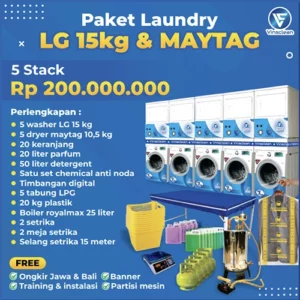 Paket Laundry
Vinsclean
LG 15kg & MAYTAG
5 Stack
Rp 200.000.000
Perlengkapan :
5 washer LG 15 kg
5 dryer maytag 10,5 kg
20 keranjang
20 liter parfum
50 liter detergent
Satu set chemical anti noda
Timbangan digital
5 tabung LPG
20 kg plastik
Boiler royalmax 25 liter
2 setrika
2 meja setrika
Selang setrika 15 meter
FREE
Ongkir Jawa & Bali
Banner
Training & instalasi
Partisi mesin